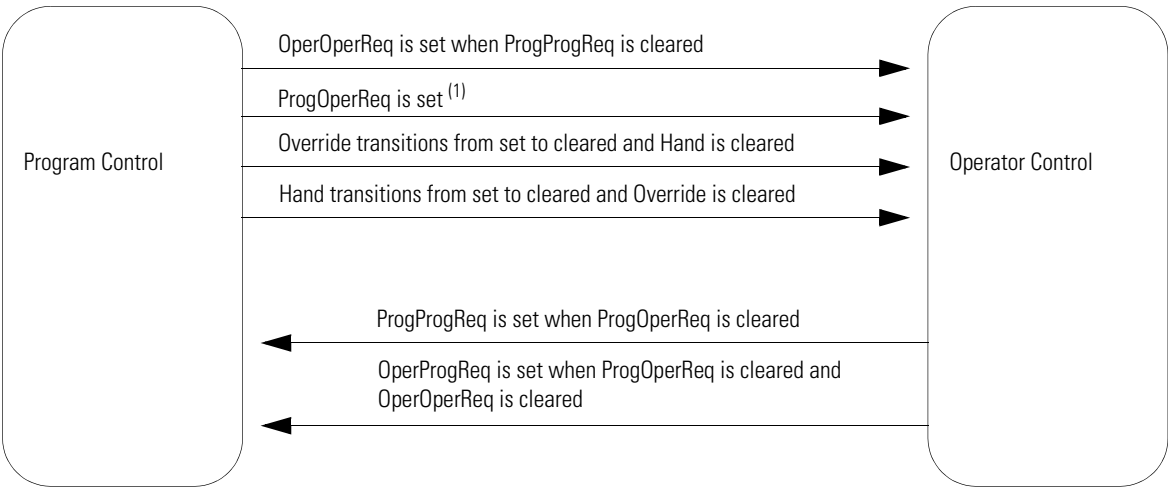 OperOperReq is set when ProgProgReq is cleared
ProgOperReq is set (1)
Override transitions from set to cleared and Hand is cleared
Program Control
Operator Control
Hand transitions from set to cleared and Override is cleared
ProgProgReq is set when ProgOperReq is cleared
OperProgReq is set when ProgOperReq is cleared and
OperOperReq is cleared